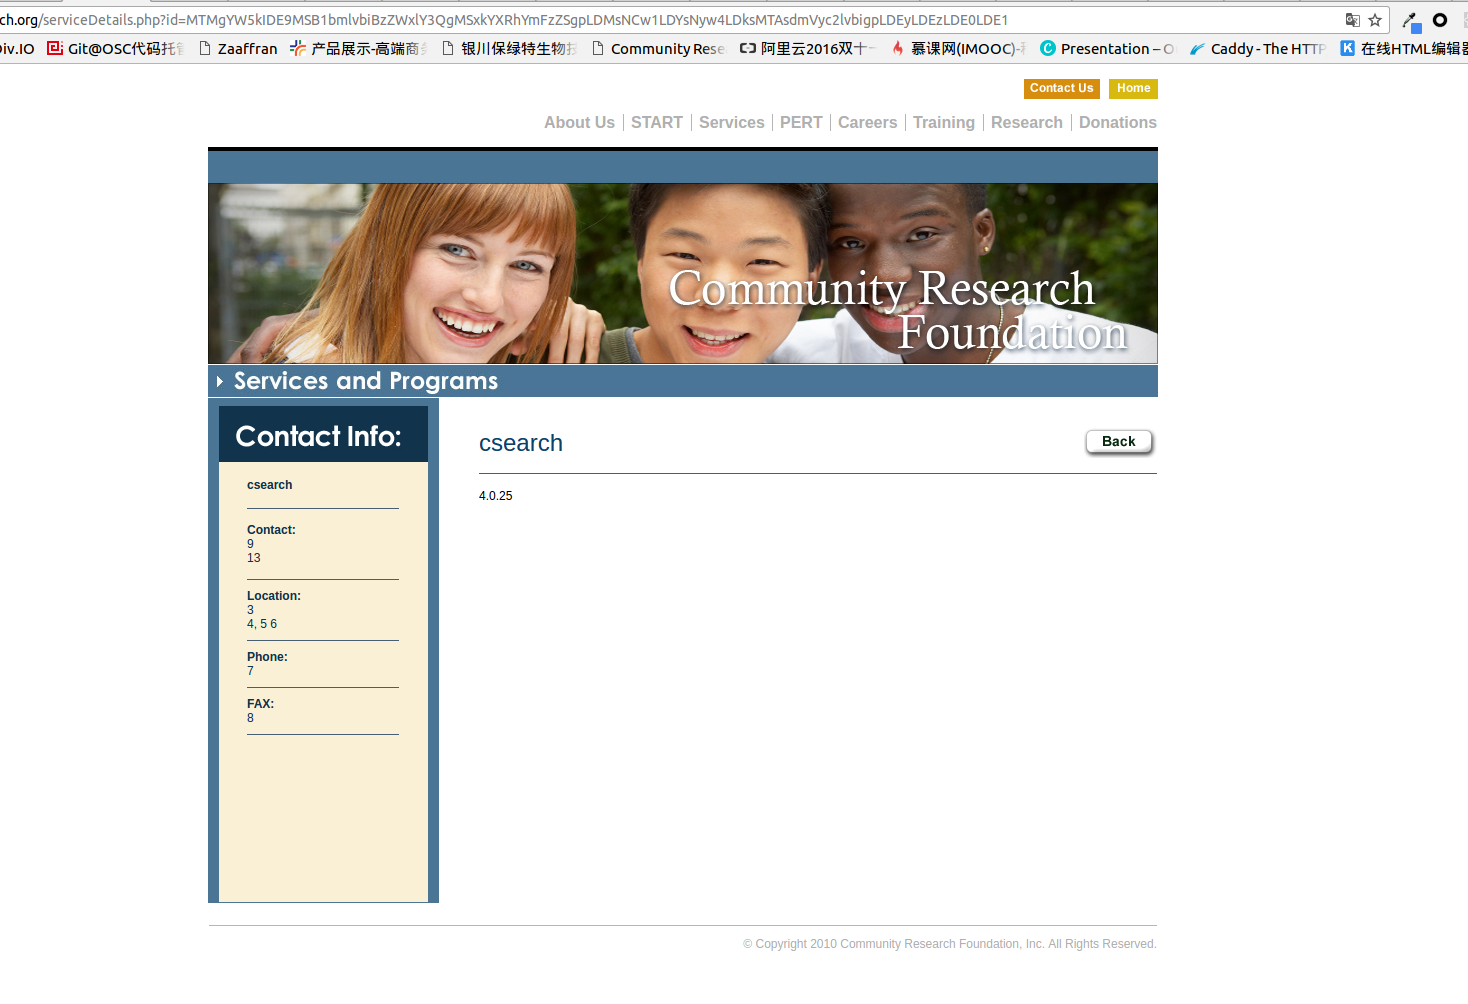 ch.org/serviceDetails.php?id=MTMgYW5kIDE9MSB1bmlvbiBzZWxlY3QgMSxkYXRhYmFzZSgpLDMsNCw1LDYsNyw4LDksMTAsdmVyc2lvbigpLDEyLDEzLDE0LDE1
Div.IO Git@OSC代码托管 Zaaffran 产品展示-高端商务 银川保绿特生物技 Community Rese 阿里云2016双十一 慕课网(IMOOC)- Presentation – O Caddy - The HTTP 在线HTML编辑器
Contact Us Home
About Us START Services PERT Careers Training Research Donations
Community Research
Foundation
Services and Programs
Contact Info:
csearch
Contact:
9
13
Location:
3
4, 5 6
Phone:
7
FAX:
8
csearch
Back
4.0.25
© Copyright 2010 Community Research Foundation, Inc. All Rights Reserved.